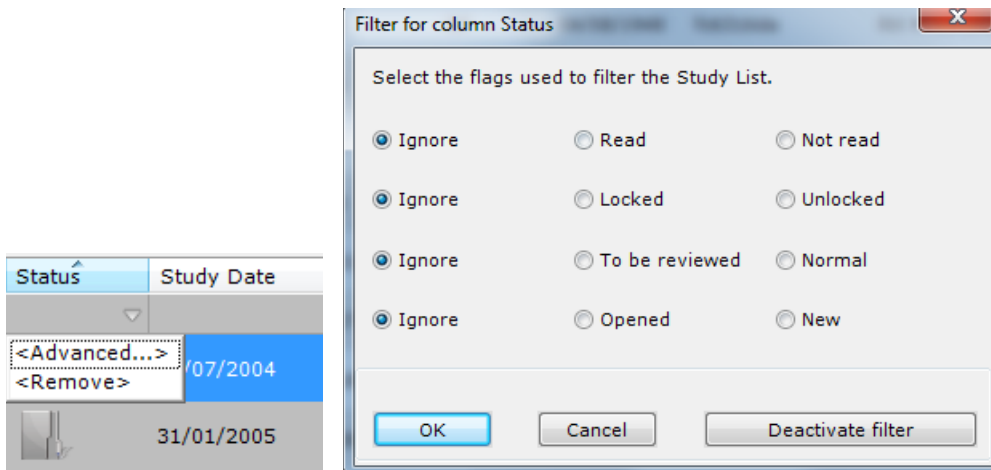 Status Study Date
<Advanced...>
/07/2004
<Remove>
31/01/2005
Filter for column Status
X
Select the flags used to filter the Study List.
Ignore Read Not read
Ignore Locked Unlocked
Ignore To be reviewed Normal
Ignore Opened New
OK Cancel Deactivate filter